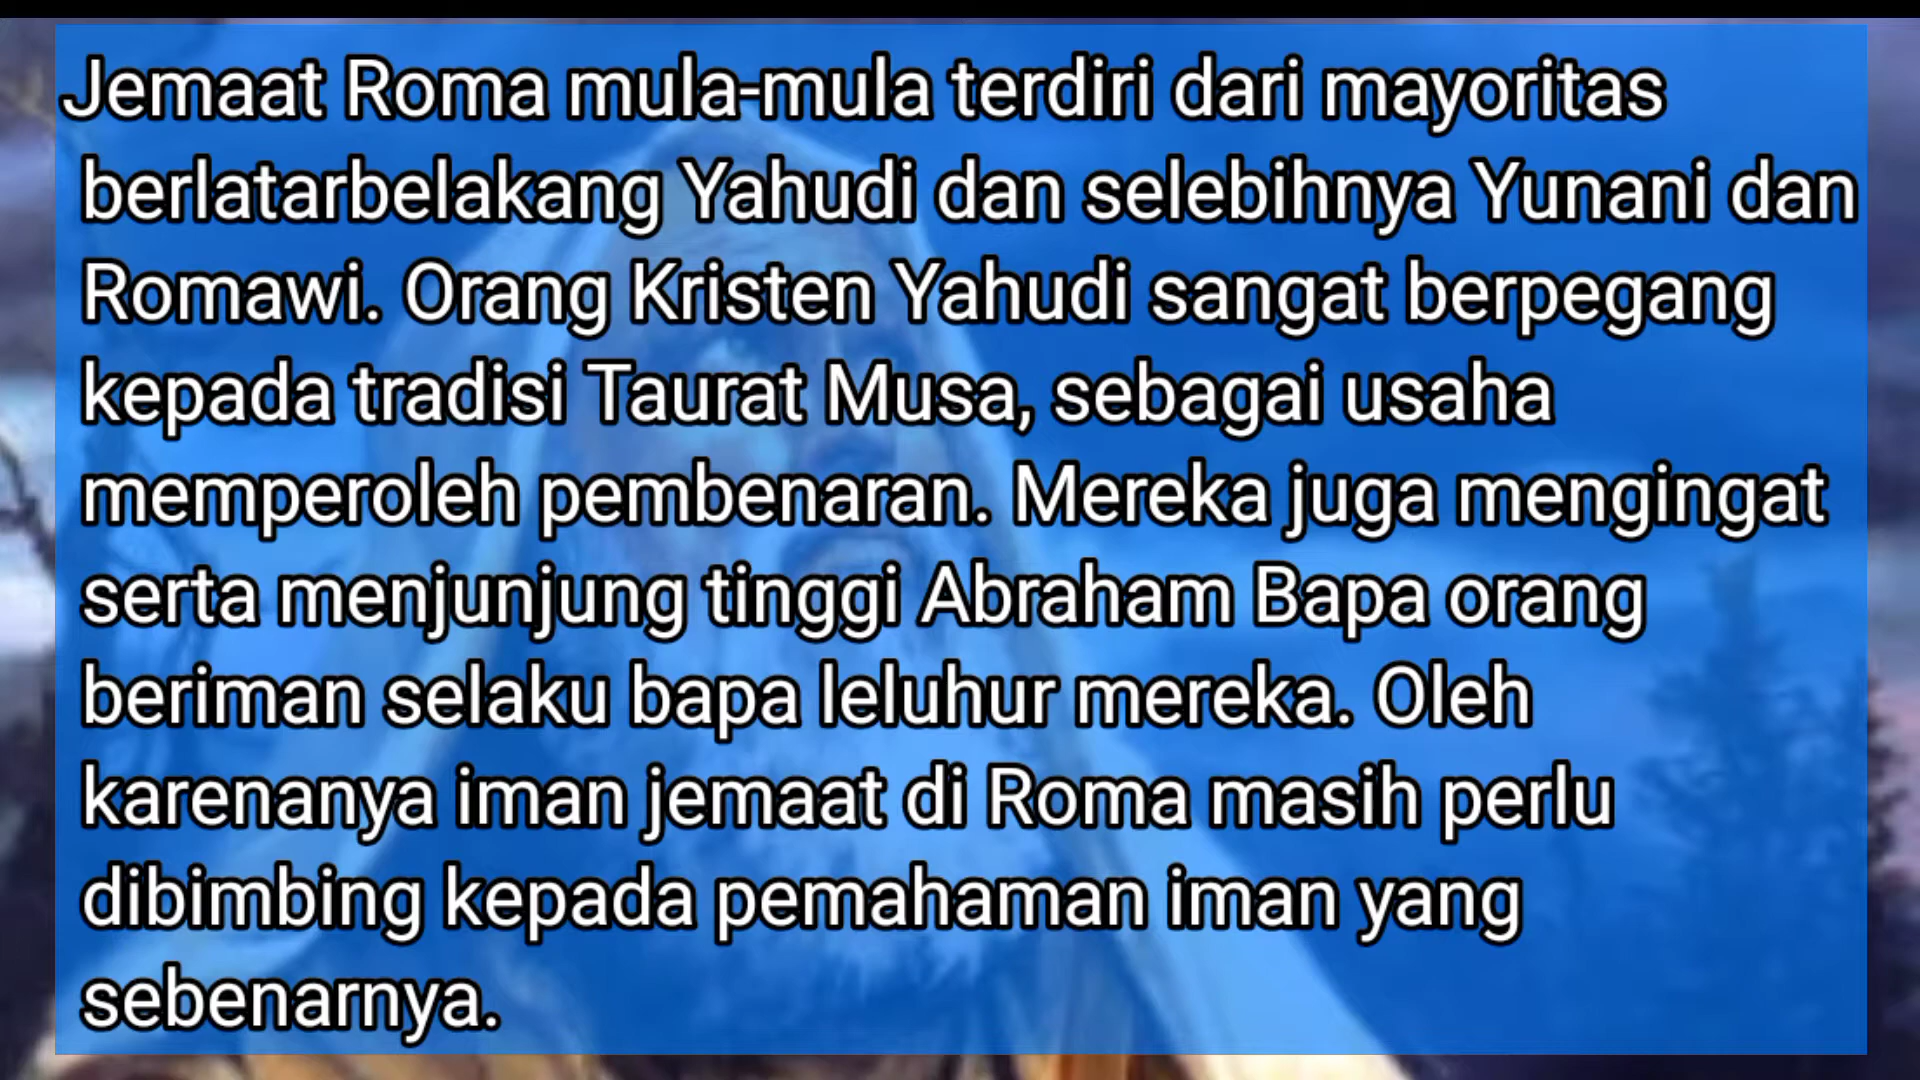 Jemaat Roma mula-mula terdiri dari mayoritas
berlatarbelakang Yahudi dan selebihnya Yunani dan
Romawi. Orang Kristen Yahudi sangat berpegang
kepada tradisi Taurat Musa, sebagai usaha
memperoleh pembenaran. Mereka juga mengingat
serta menjunjung tinggi Abraham Bapa orang
beriman selaku bapa leluhur mereka. Oleh
karenanya iman jemaat di Roma masih perlu
dibimbing kepada pemahaman iman yang
sebenarnya.